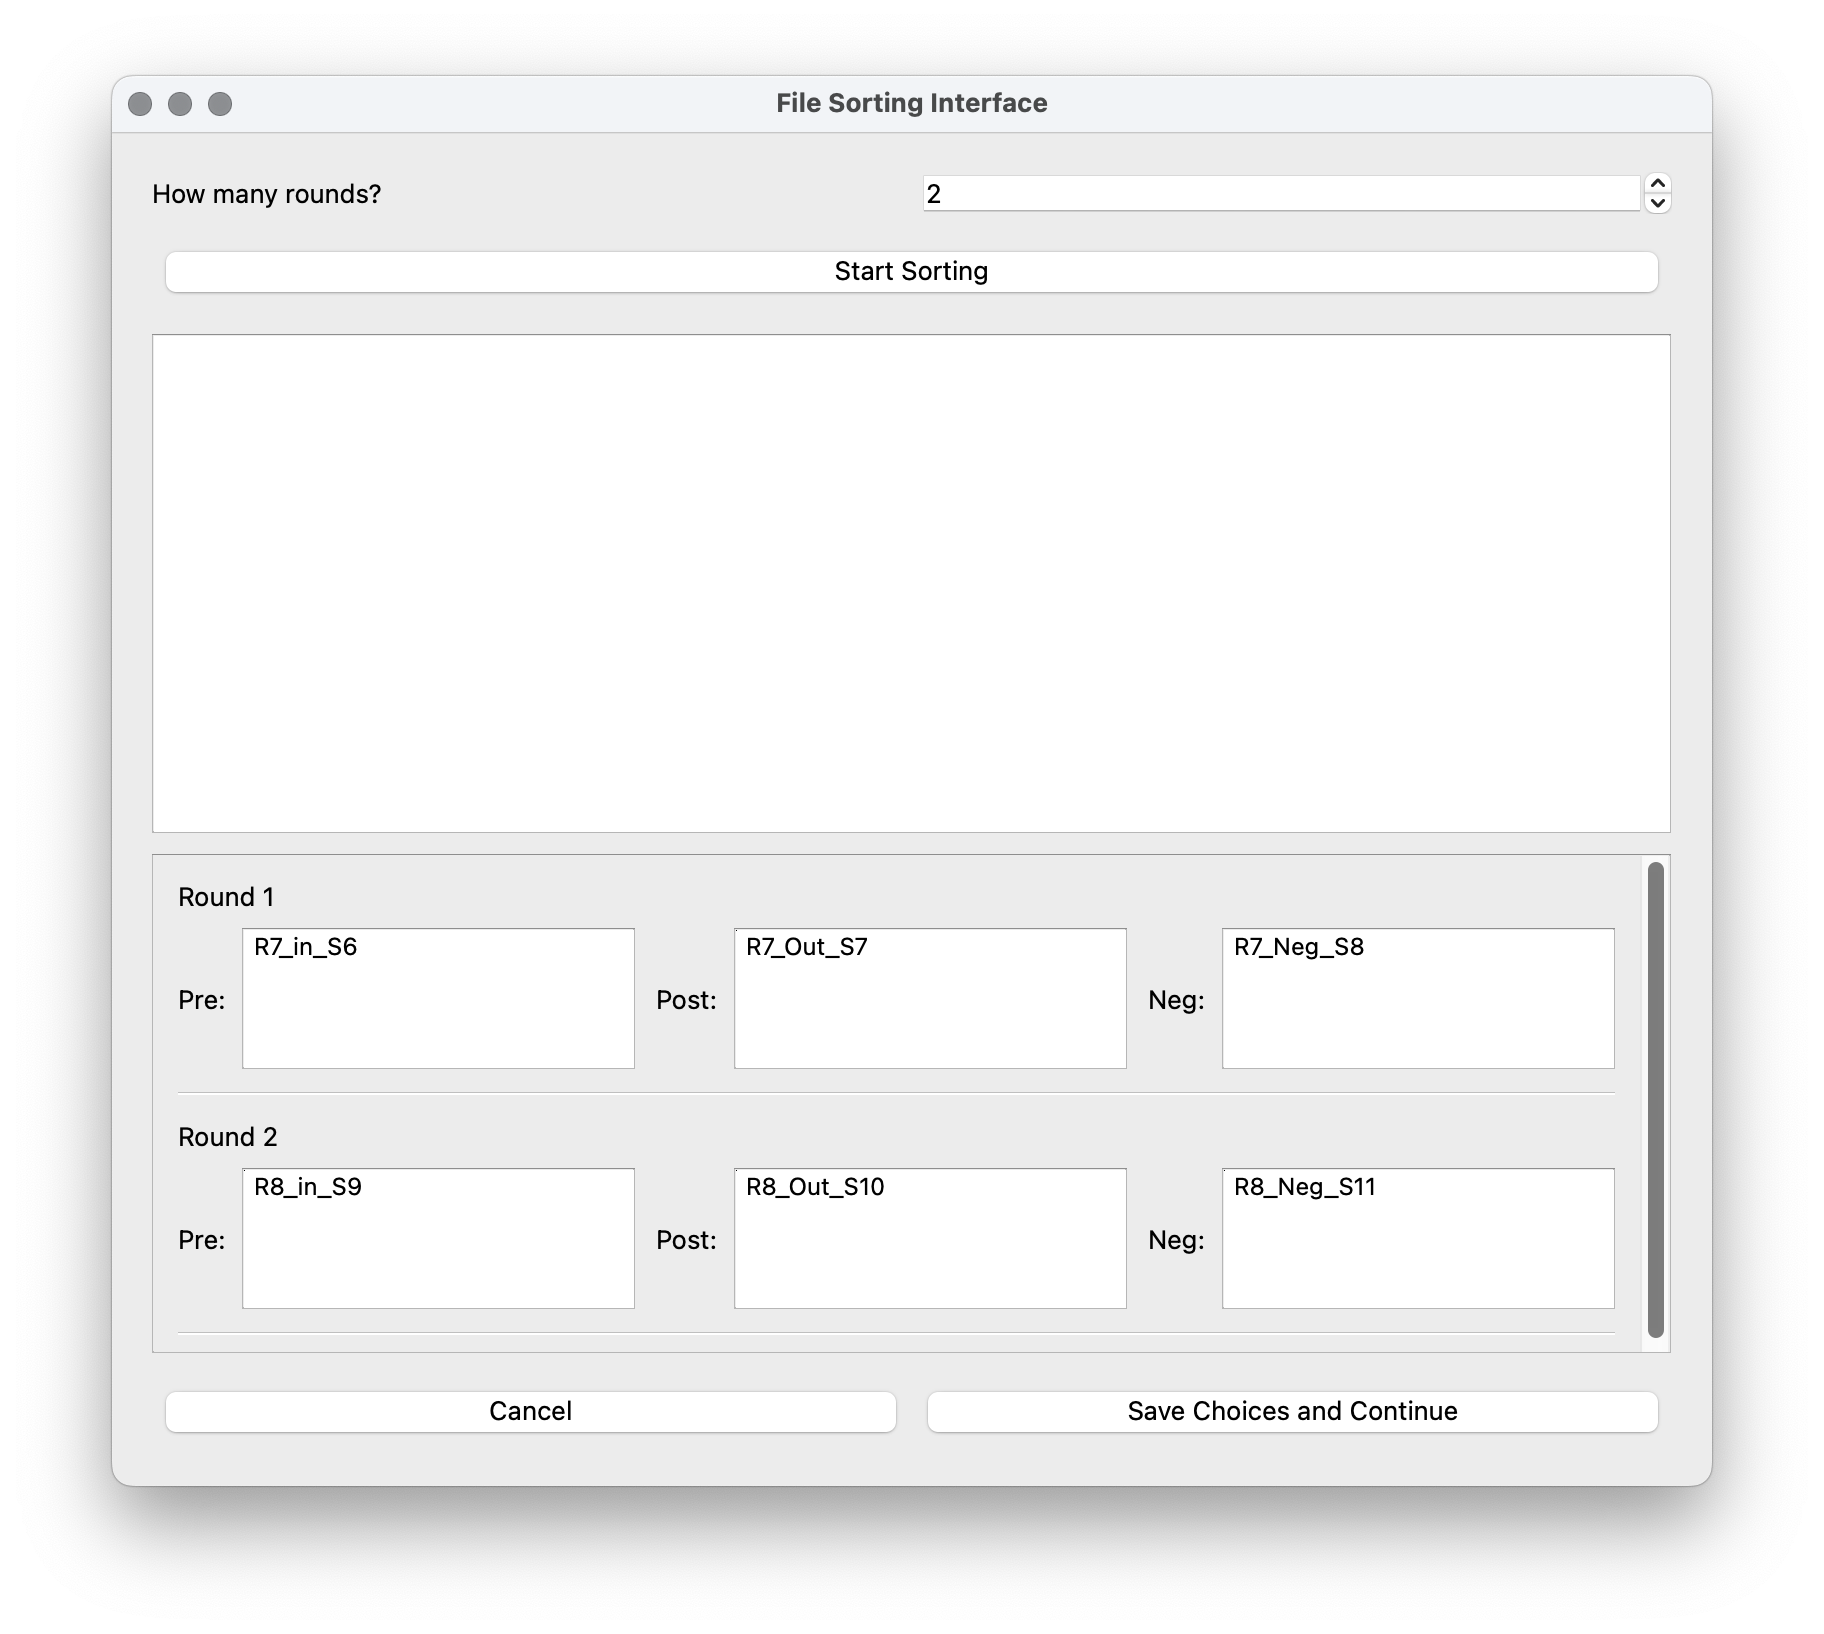 File Sorting Interface
How many rounds? 2
Start Sorting
Round 1
Pre: R7_in_S6 Post: R7_Out_S7 Neg: R7_Neg_S8
Round 2
Pre: R8_in_S9 Post: R8_Out_S10 Neg: R8_Neg_S11
Cancel Save Choices and Continue